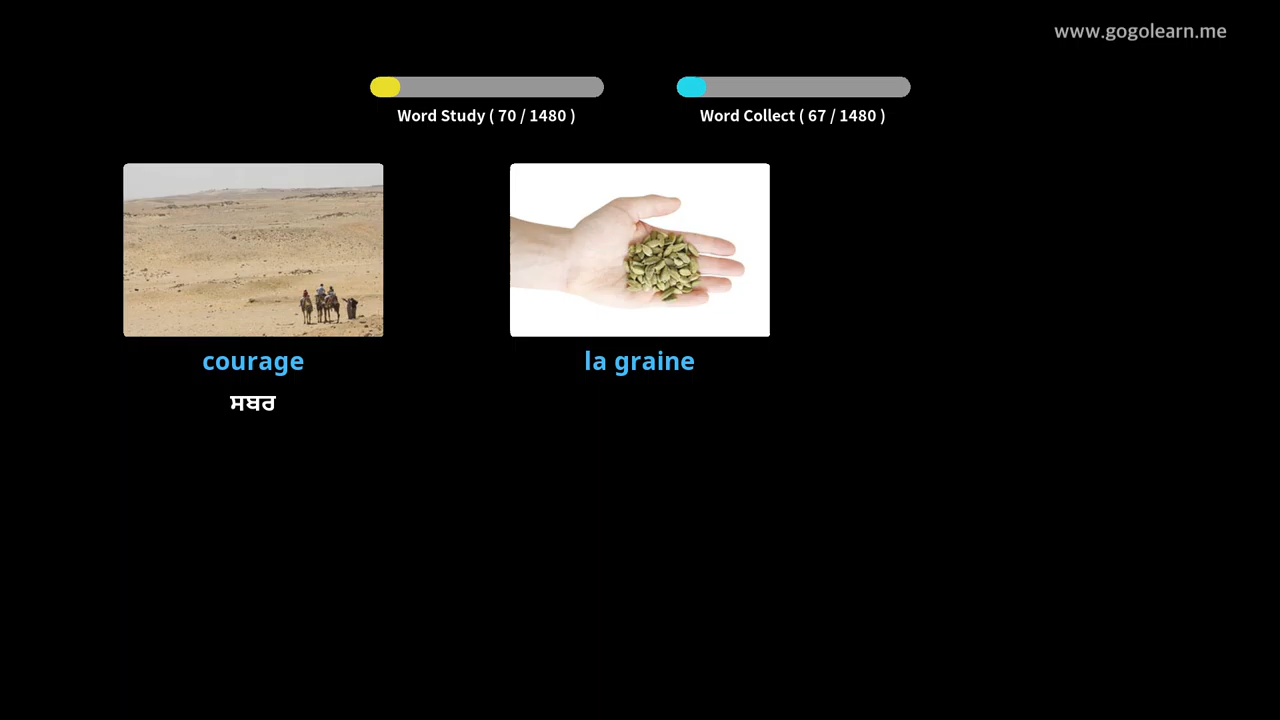 www.gogolearn.me
Word Study ( 70 / 1480 )
Word Collect ( 67 / 1480 )
courage
la graine
ਸਬਰ